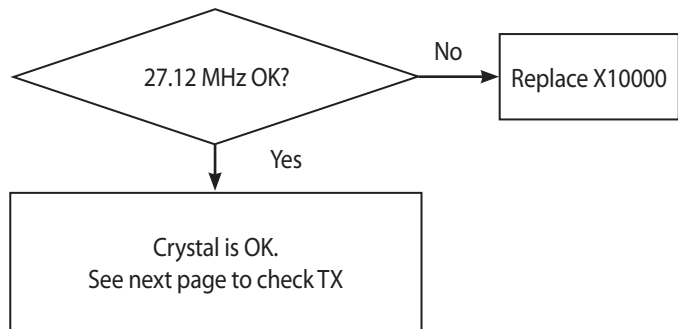 27.12 MHz OK?
No
Replace X10000
Yes
Crystal is OK.
See next page to check TX